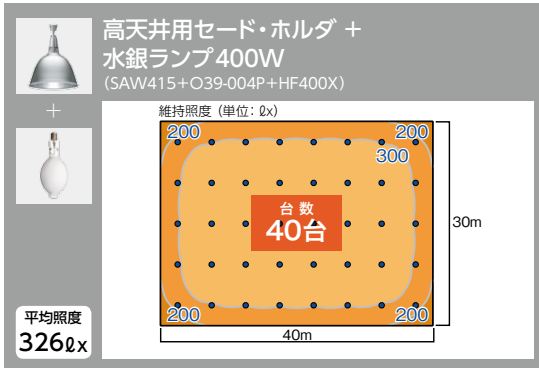 高天井用セード・ホルダ +
水銀ランプ400W
(SAW415+O39-004P+HF400X)
+
+
維持照度 (単位: ℓx)
200
200
300
台数
40台
30m
200
200
40m
平均照度
326ℓx